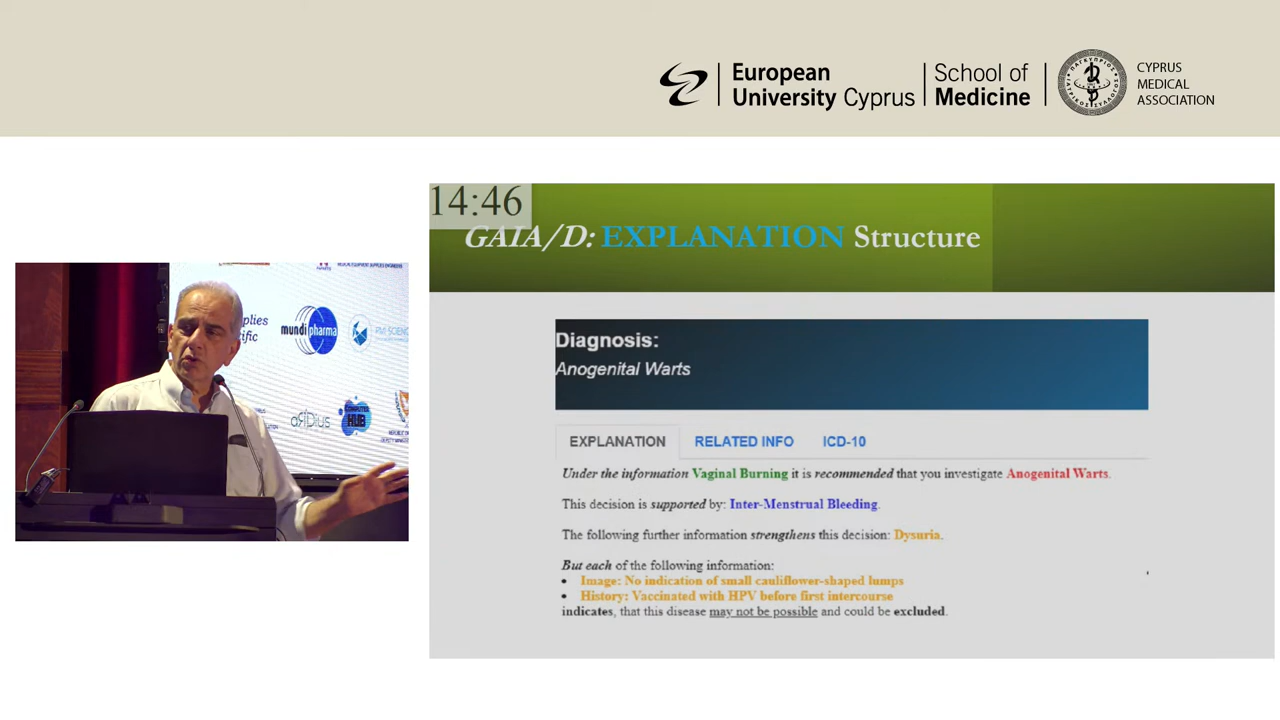 European
University Cyprus
School of
Medicine
CYPRUS
MEDICAL
ASSOCIATION
14:46
GAIA/D: EXPLANATION Structure
Diagnosis:
Anogenital Warts
EXPLANATION RELATED INFO ICD-10
Under the information Vaginal Burning it is recommended that you investigate Anogenital Warts.
This decision is supported by: Inter-Menstrual Bleeding.
The following further information strengthens this decision: Dysuria.
But each of the following information:
• Image: No indication of small cauliflower-shaped lumps
• History: Vaccinated with HPV before first intercourse
indicates, that this disease may not be possible and could be excluded.
mundi pharma
aRiDius
HUB